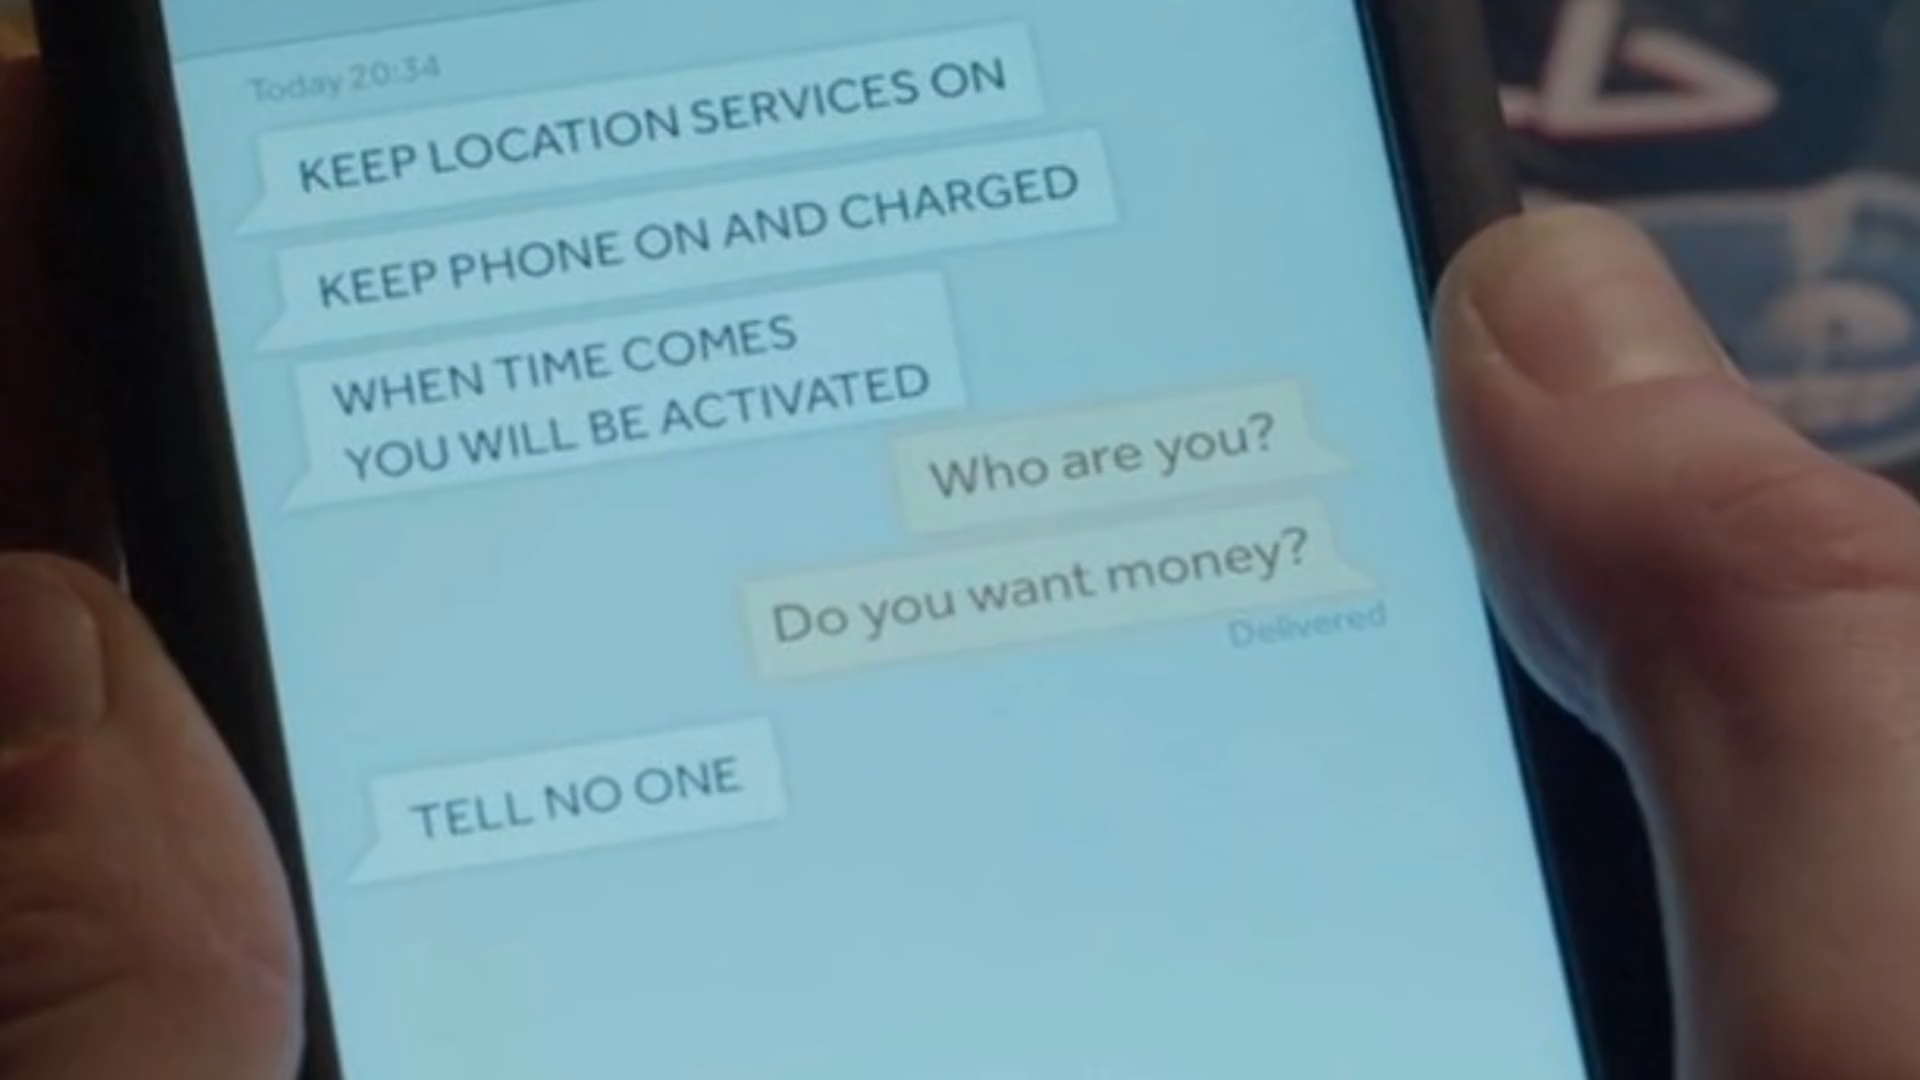 Today 20:34
KEEP LOCATION SERVICES ON
KEEP PHONE ON AND CHARGED
WHEN TIME COMES
YOU WILL BE ACTIVATED
Who are you?
Do you want money?
Delivered
TELL NO ONE